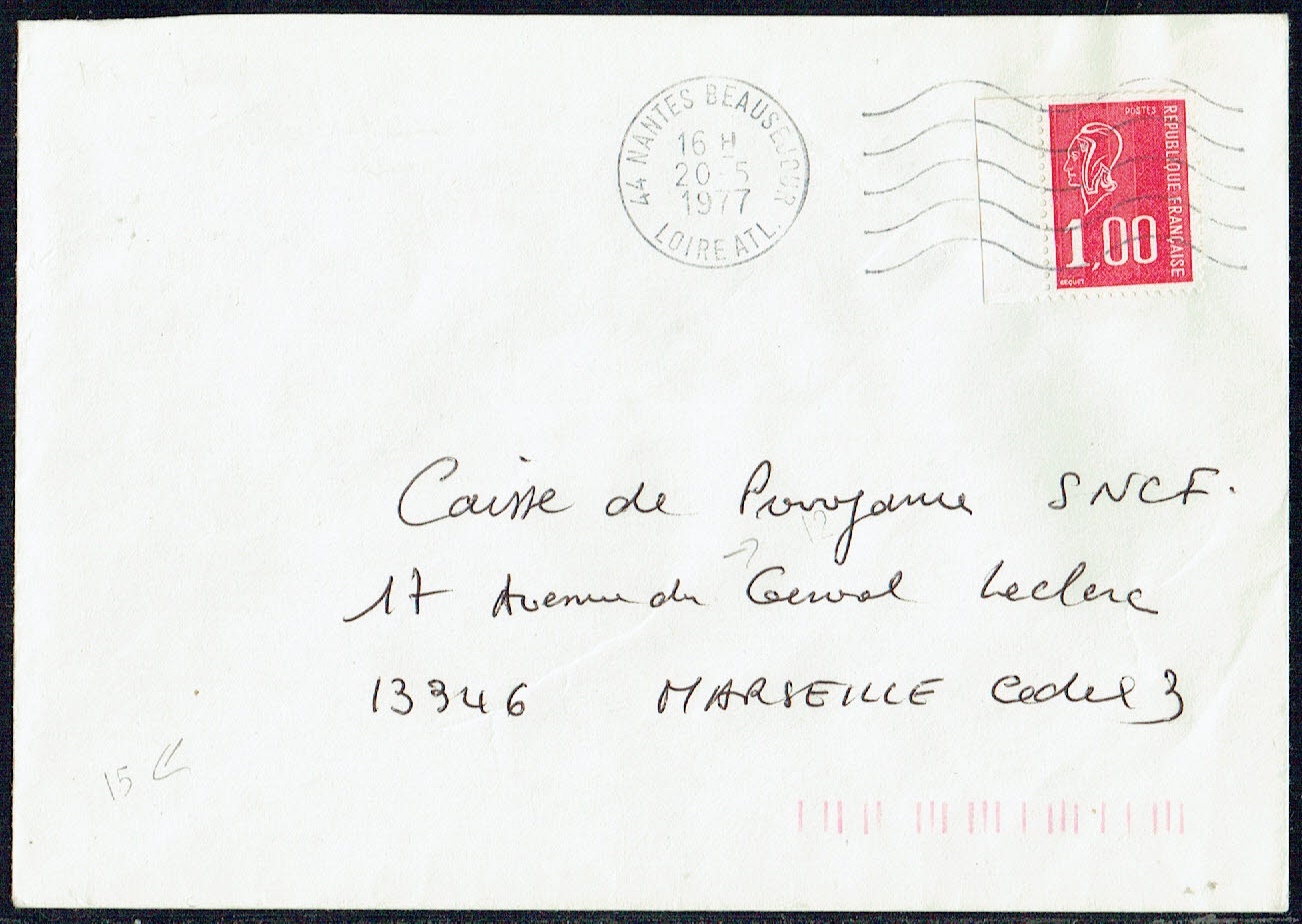 44 NANTES BEAUSEJOUR
16 H
20-5
1977
LOIRE ATL.
POSTES
REPUBLIQUE FRANÇAISE
1,00
BEQUET
Caisse de Prévoyance SNCF.
17 Avenue du Général Leclerc
13346 MARSEILLE Cedex 3
15 €